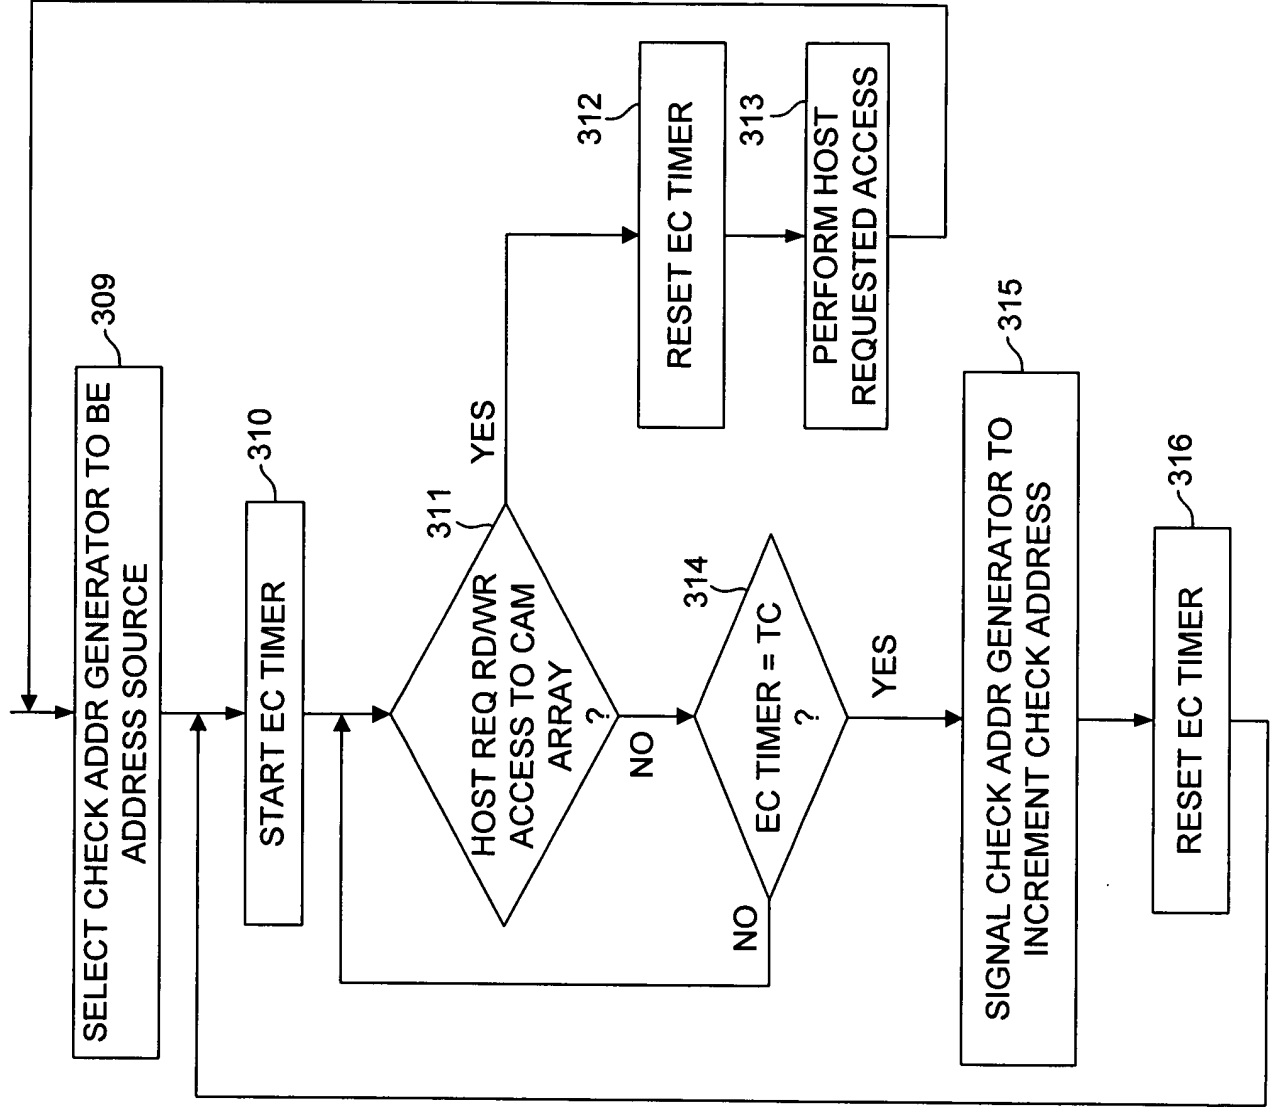 309
SELECT CHECK ADDR GENERATOR TO BE
ADDRESS SOURCE
310
START EC TIMER
311
HOST REQ RD/WR
ACCESS TO CAM
ARRAY
?
YES
NO
312
RESET EC TIMER
313
PERFORM HOST
REQUESTED ACCESS
314
EC TIMER = TC
?
NO
YES
315
SIGNAL CHECK ADDR GENERATOR TO
INCREMENT CHECK ADDRESS
316
RESET EC TIMER